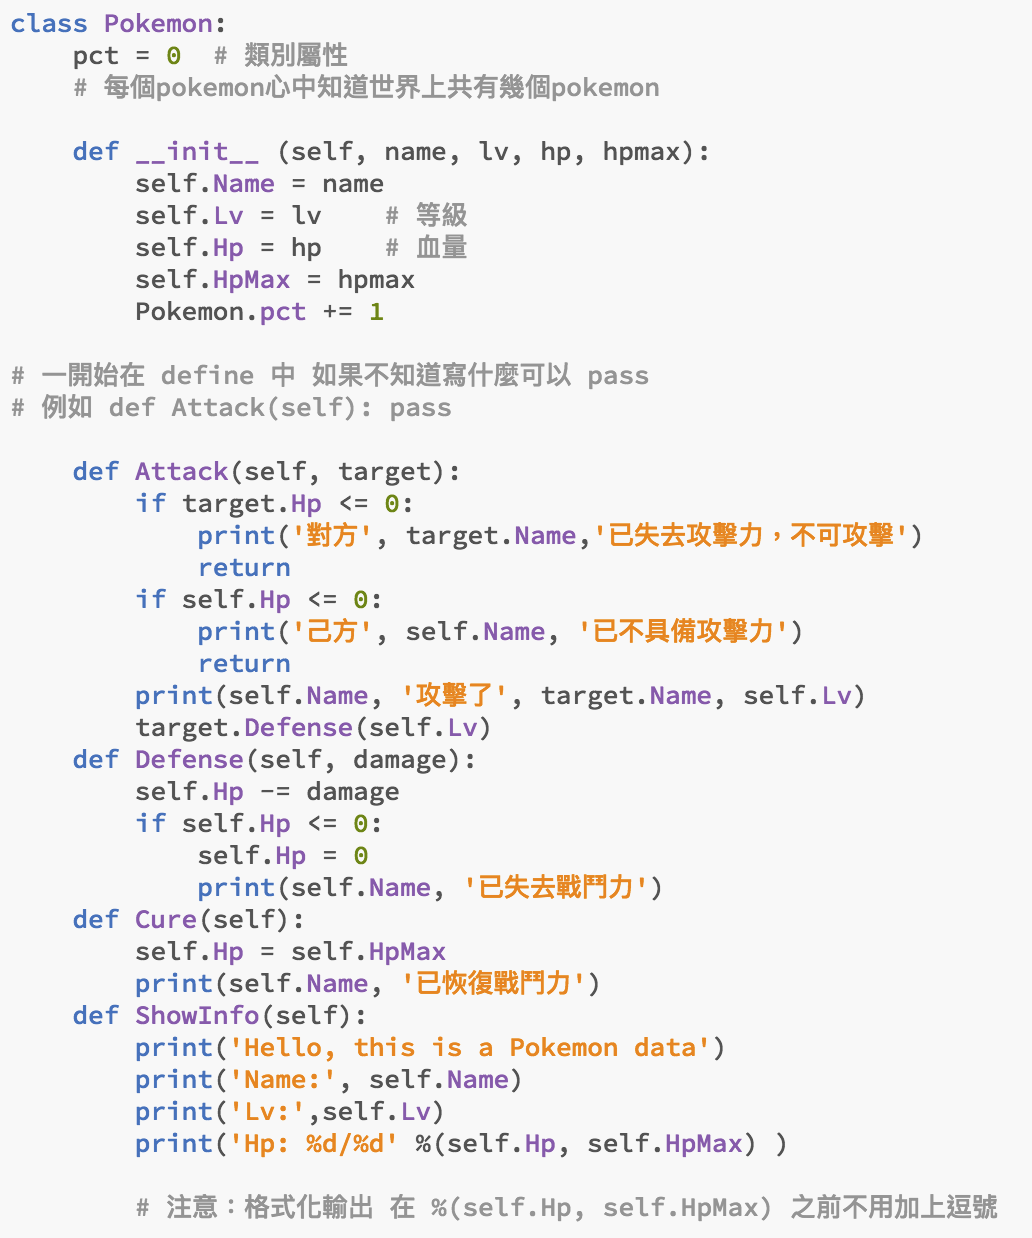 class Pokemon:
    pct = 0  # 類別屬性
    # 每個pokemon心中知道世界上共有幾個pokemon

    def __init__ (self, name, lv, hp, hpmax):
        self.Name = name
        self.Lv = lv    # 等級
        self.Hp = hp    # 血量
        self.HpMax = hpmax
        Pokemon.pct += 1

# 一開始在 define 中 如果不知道寫什麼可以 pass
# 例如 def Attack(self): pass

    def Attack(self, target):
        if target.Hp <= 0:
            print('對方', target.Name,'已失去攻擊力，不可攻擊')
            return
        if self.Hp <= 0:
            print('己方', self.Name, '已不具備攻擊力')
            return
        print(self.Name, '攻擊了', target.Name, self.Lv)
        target.Defense(self.Lv)
    def Defense(self, damage):
        self.Hp -= damage
        if self.Hp <= 0:
            self.Hp = 0
            print(self.Name, '已失去戰鬥力')
    def Cure(self):
        self.Hp = self.HpMax
        print(self.Name, '已恢復戰鬥力')
    def ShowInfo(self):
        print('Hello, this is a Pokemon data')
        print('Name:', self.Name)
        print('Lv:',self.Lv)
        print('Hp: %d/%d' %(self.Hp, self.HpMax) )

        # 注意：格式化輸出 在 %(self.Hp, self.HpMax) 之前不用加上逗號